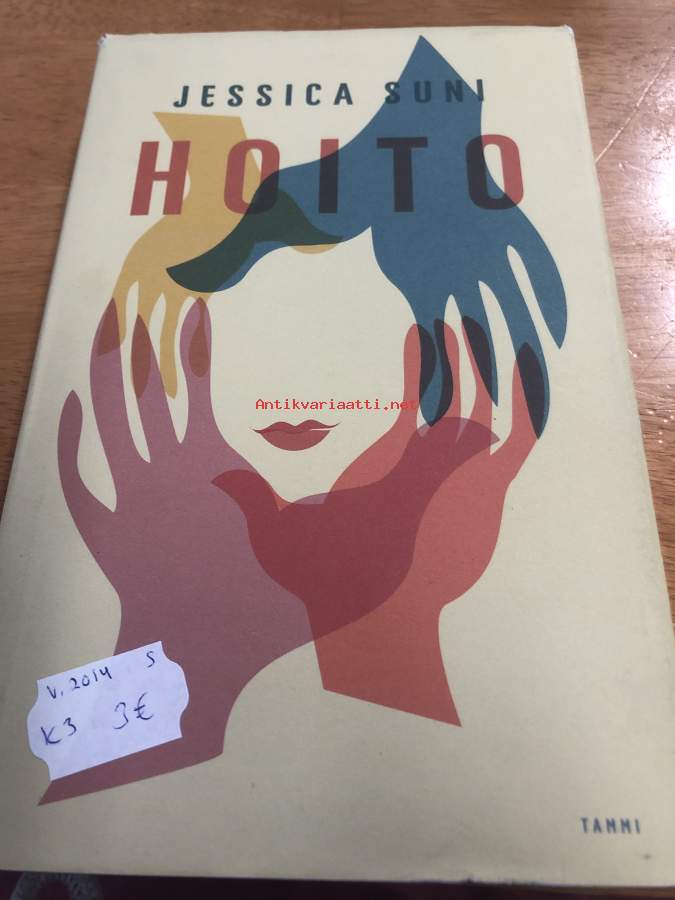 JESSICA SUNI
HOITO
Antikvariaatti.net
V. 2014 S
K3 3€
TAMMI